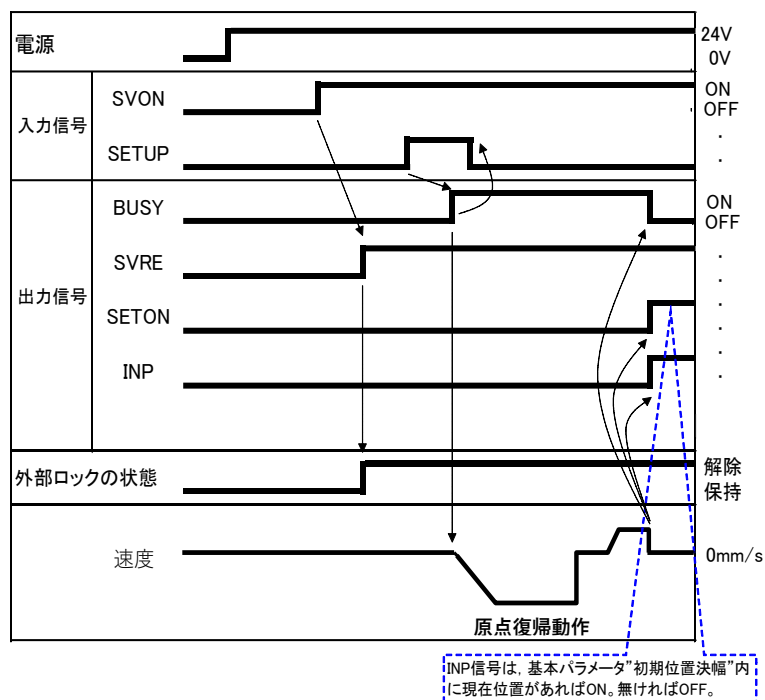 電源
24V
0V
入力信号
SVON
ON
OFF
SETUP
出力信号
BUSY
ON
OFF
SVRE
SETON
INP
外部ロックの状態
解除
保持
速度
0mm/s
原点復帰動作
INP信号は，基本パラメータ”初期位置決幅”内
に現在位置があればON。無ければOFF。